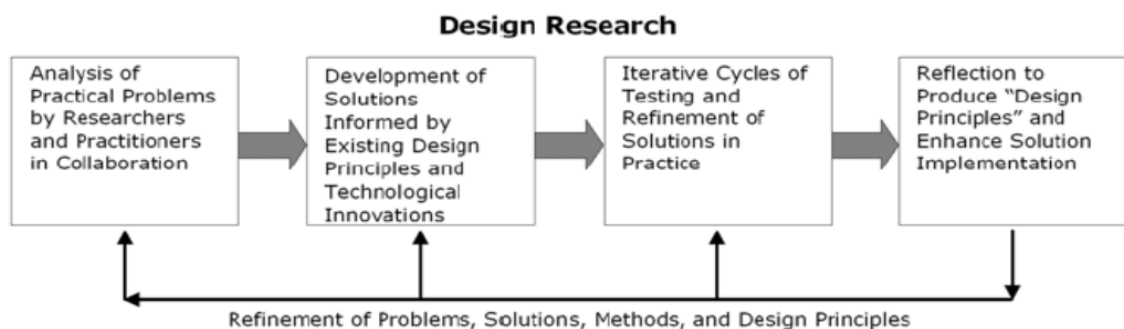 Design Research
Analysis of
Practical Problems
by Researchers
and Practitioners
in Collaboration
Development of
Solutions
Informed by
Existing Design
Principles and
Technological
Innovations
Iterative Cycles of
Testing and
Refinement of
Solutions in
Practice
Reflection to
Produce “Design
Principles” and
Enhance Solution
Implementation
Refinement of Problems, Solutions, Methods, and Design Principles